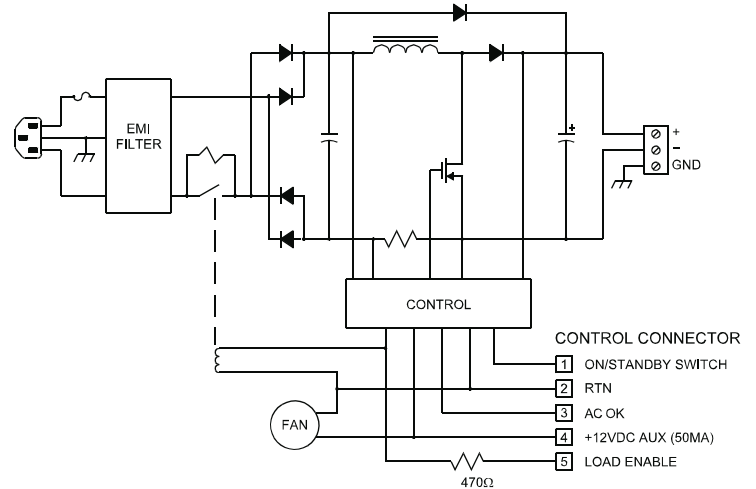 EMI
FILTER
+
−
GND
CONTROL
CONTROL CONNECTOR
1 ON/STANDBY SWITCH
2 RTN
3 AC OK
FAN
4 +12VDC AUX (50MA)
5 LOAD ENABLE
470Ω